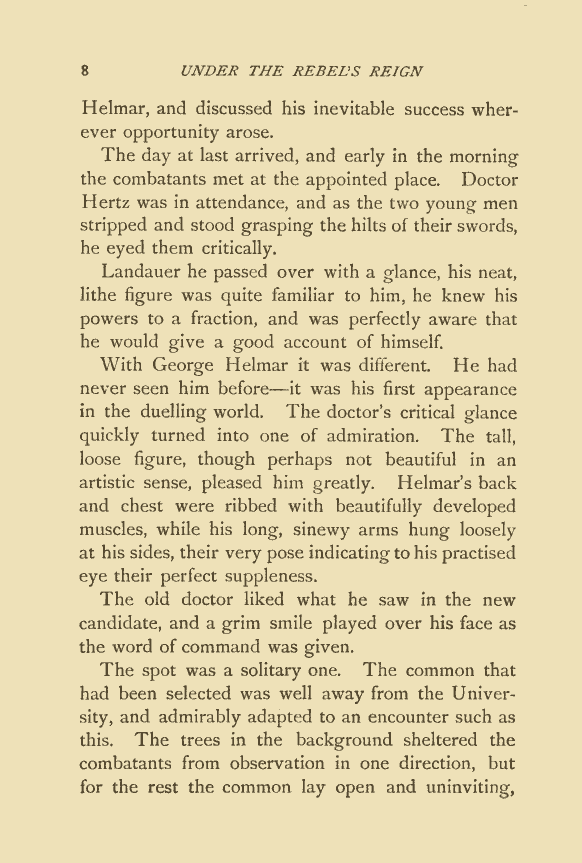 8 UNDER THE REBEL'S REIGN
Helmar, and discussed his inevitable success wher-
ever opportunity arose.
The day at last arrived, and early in the morning
the combatants met at the appointed place. Doctor
Hertz was in attendance, and as the two young men
stripped and stood grasping the hilts of their swords,
he eyed them critically.
Landauer he passed over with a glance, his neat,
lithe figure was quite familiar to him, he knew his
powers to a fraction, and was perfectly aware that
he would give a good account of himself.
With George Helmar it was different. He had
never seen him before—it was his first appearance
in the duelling world. The doctor's critical glance
quickly turned into one of admiration. The tall,
loose figure, though perhaps not beautiful in an
artistic sense, pleased him greatly. Helmar's back
and chest were ribbed with beautifully developed
muscles, while his long, sinewy arms hung loosely
at his sides, their very pose indicating to his practised
eye their perfect suppleness.
The old doctor liked what he saw in the new
candidate, and a grim smile played over his face as
the word of command was given.
The spot was a solitary one. The common that
had been selected was well away from the Univer-
sity, and admirably adapted to an encounter such as
this. The trees in the background sheltered the
combatants from observation in one direction, but
for the rest the common lay open and uninviting,